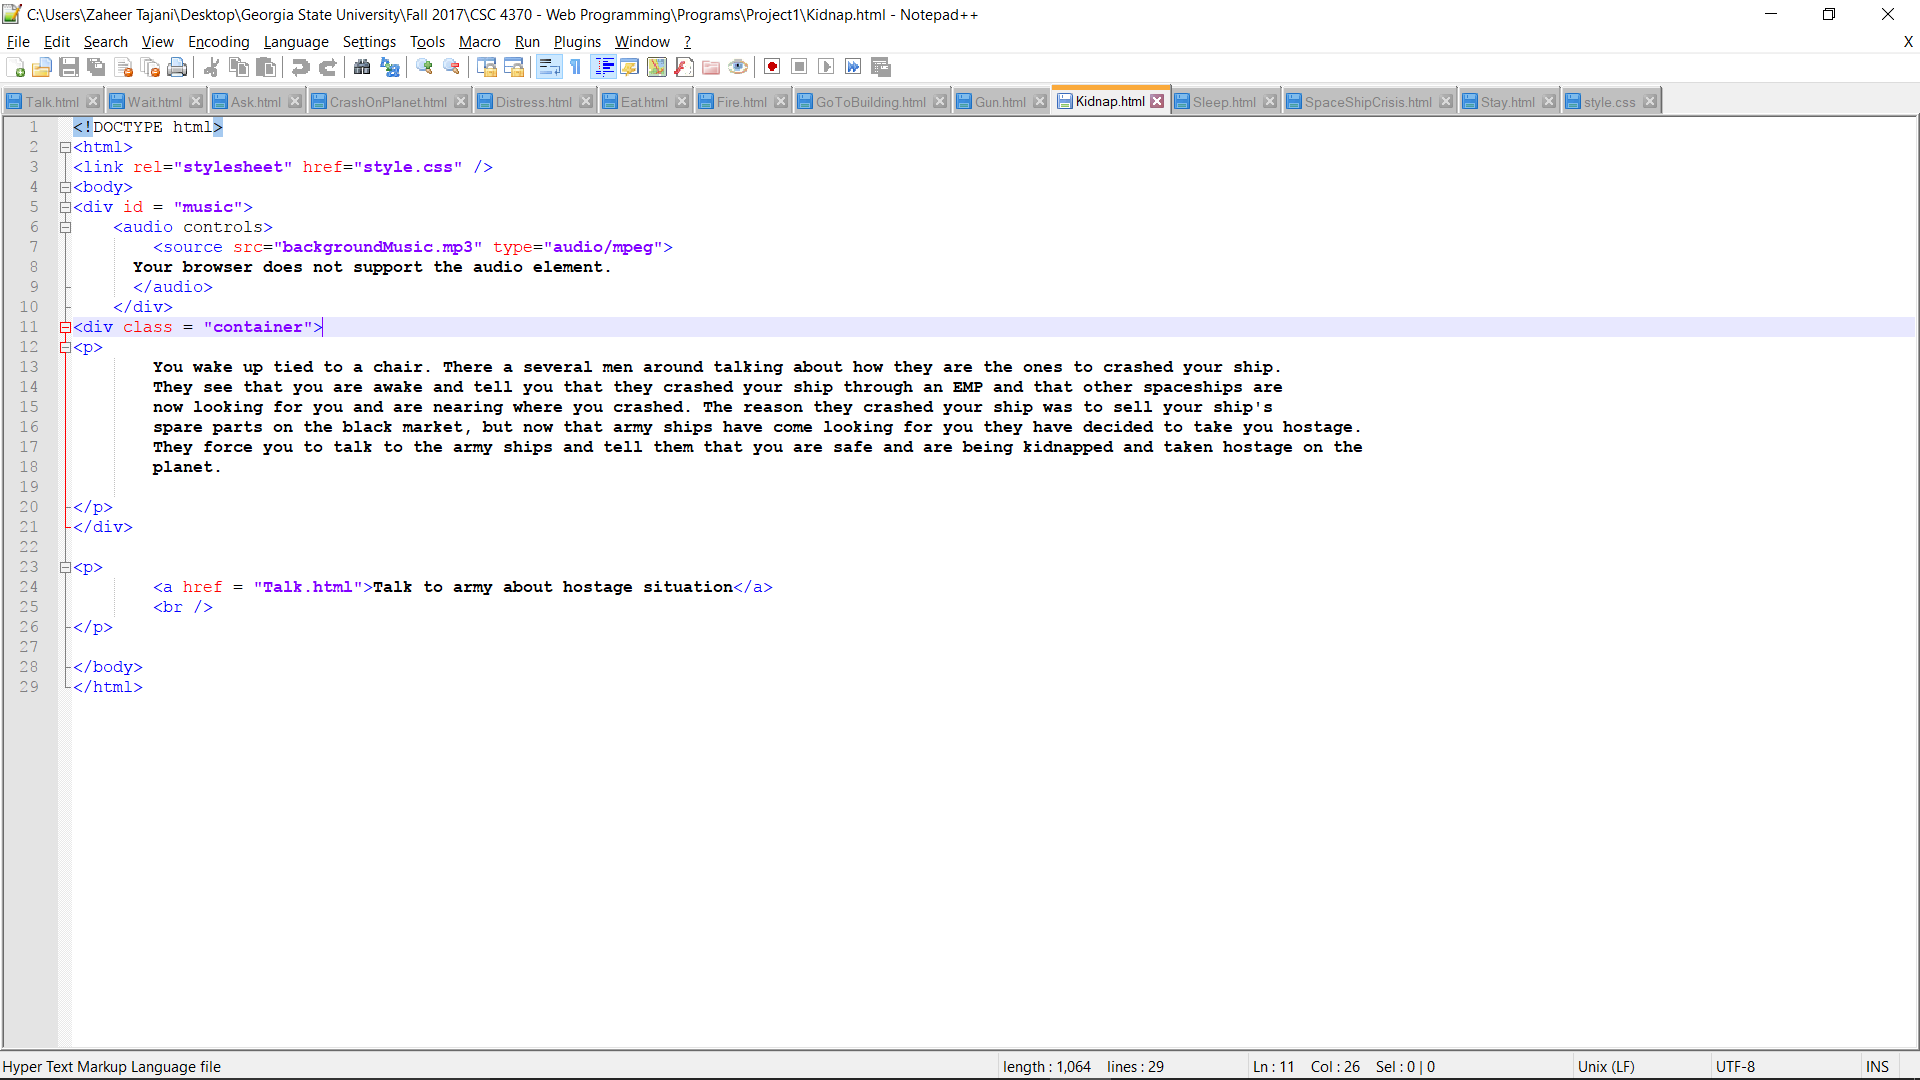 C:\Users\Zaheer Tajani\Desktop\Georgia State University\Fall 2017\CSC 4370 - Web Programming\Programs\Project1\Kidnap.html - Notepad++
File Edit Search View Encoding Language Settings Tools Macro Run Plugins Window ? X
Talk.html Wait.html Ask.html CrashOnPlanet.html Distress.html Eat.html Fire.html GoToBuilding.html Gun.html Kidnap.html Sleep.html SpaceShipCrisis.html Stay.html style.css
1 <!DOCTYPE html>
2 <html>
3 <link rel="stylesheet" href="style.css" />
4 <body>
5 <div id = "music">
6 <audio controls>
7 <source src="backgroundMusic.mp3" type="audio/mpeg">
8 Your browser does not support the audio element.
9 </audio>
10 </div>
11 <div class = "container">
12 <p>
13 You wake up tied to a chair. There a several men around talking about how they are the ones to crashed your ship.
14 They see that you are awake and tell you that they crashed your ship through an EMP and that other spaceships are
15 now looking for you and are nearing where you crashed. The reason they crashed your ship was to sell your ship's
16 spare parts on the black market, but now that army ships have come looking for you they have decided to take you hostage.
17 They force you to talk to the army ships and tell them that you are safe and are being kidnapped and taken hostage on the
18 planet.
19
20 </p>
21 </div>
22
23 <p>
24 <a href = "Talk.html">Talk to army about hostage situation</a>
25 <br />
26 </p>
27
28 </body>
29 </html>
Hyper Text Markup Language file length : 1,064 lines : 29 Ln : 11 Col : 26 Sel : 0 | 0 Unix (LF) UTF-8 INS